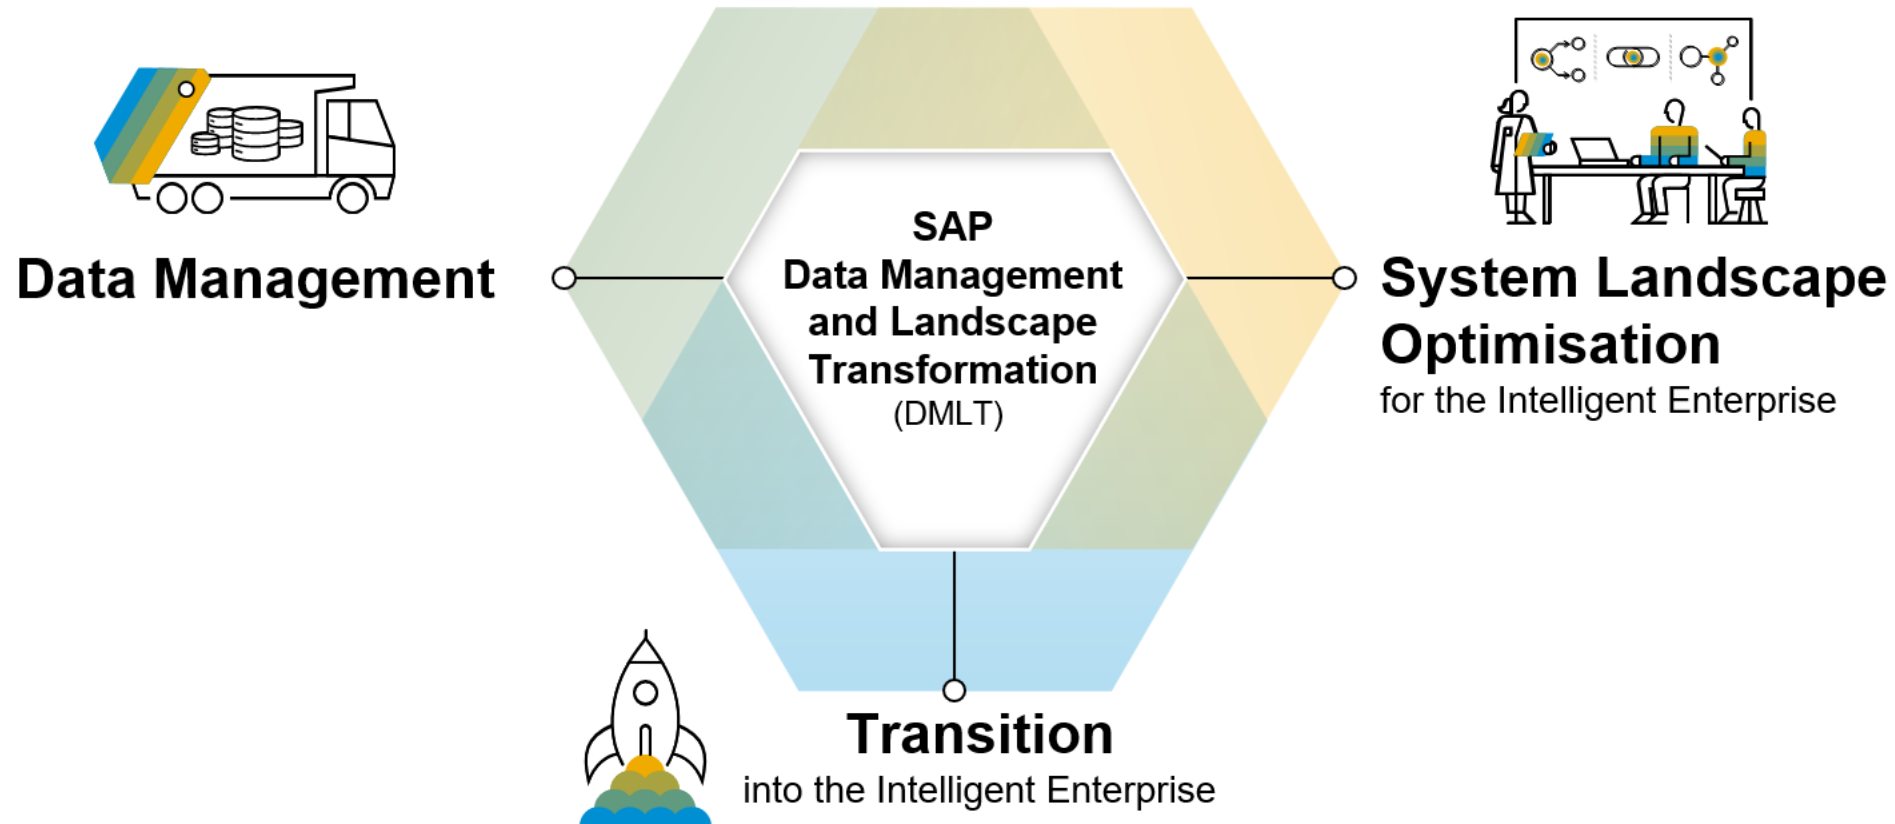 SAP
Data Management
and Landscape
Transformation
(DMLT)
Data Management
System Landscape
Optimisation
for the Intelligent Enterprise
Transition
into the Intelligent Enterprise